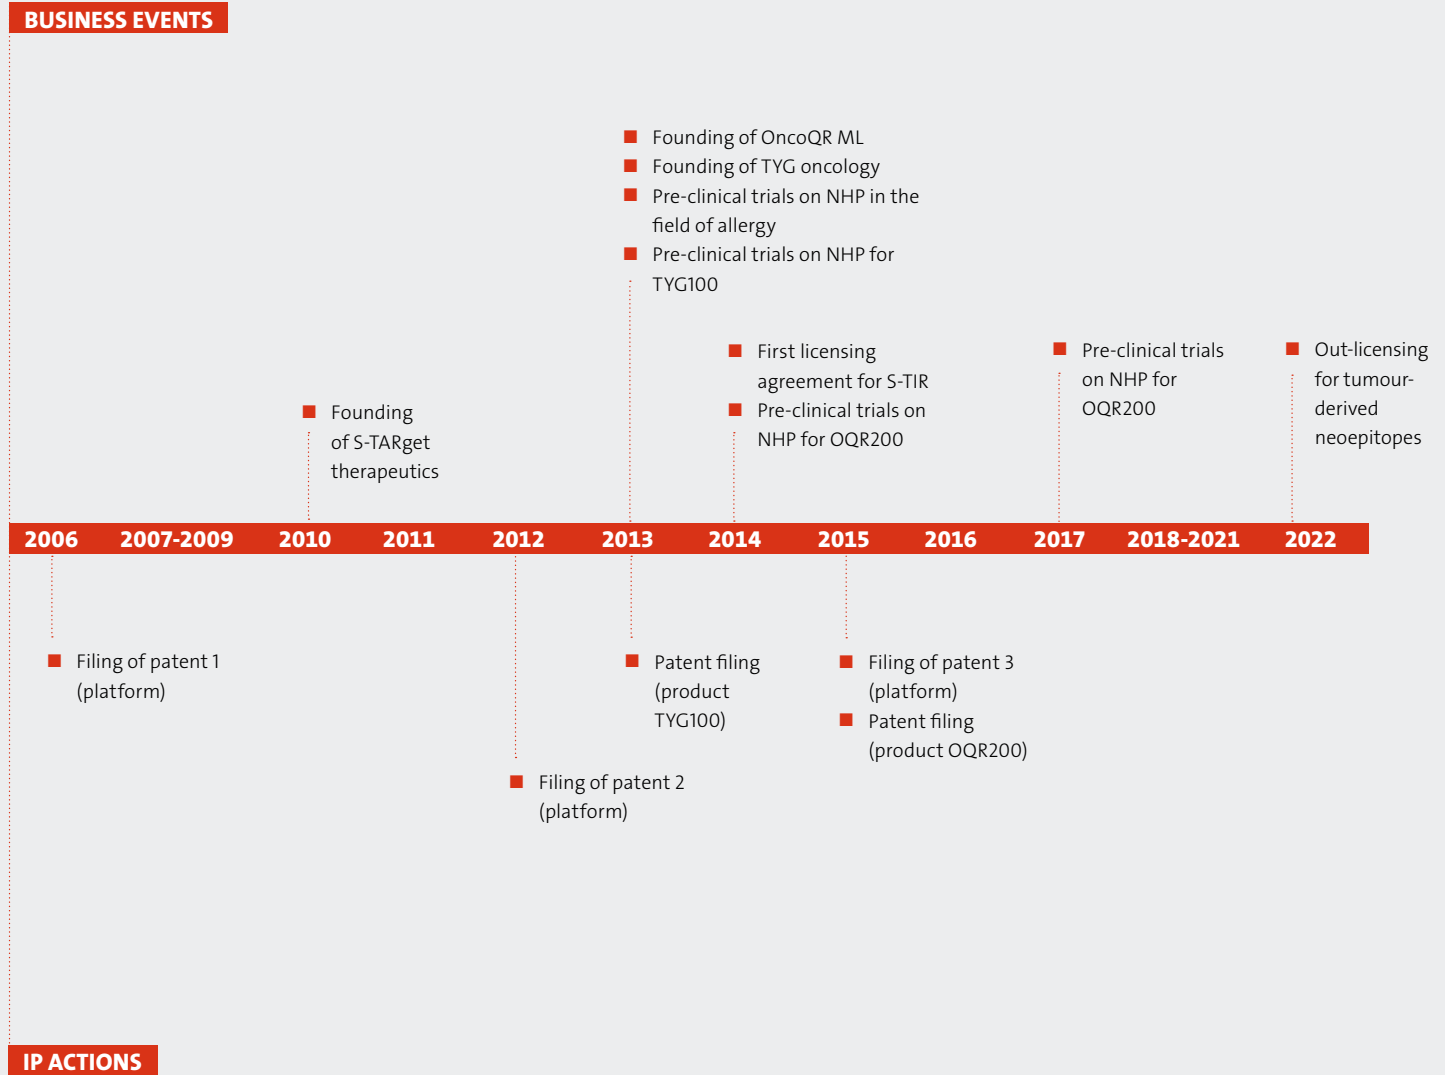 BUSINESS EVENTS
Founding of OncoQR ML
Founding of TYG oncology
Pre-clinical trials on NHP in the
field of allergy
Pre-clinical trials on NHP for
TYG100
First licensing
agreement for S-TIR
Pre-clinical trials on
NHP for OQR200
Pre-clinical trials
on NHP for
OQR200
Out-licensing
for tumour-
derived
neoepitopes
Founding
of S-TARget
therapeutics
2006 2007-2009 2010 2011 2012 2013 2014 2015 2016 2017 2018-2021 2022
Filing of patent 1
(platform)
Filing of patent 2
(platform)
Patent filing
(product
TYG100)
Filing of patent 3
(platform)
Patent filing
(product OQR200)
IP ACTIONS